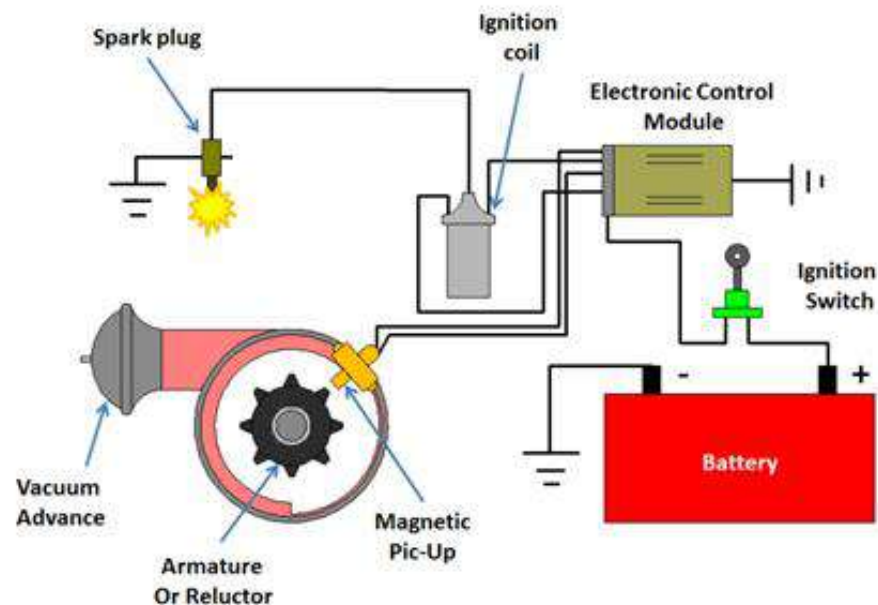 Spark plug
Ignition
coil
Electronic Control
Module
Ignition
Switch
-
+
Battery
Vacuum
Advance
Magnetic
Pic-Up
Armature
Or Reluctor